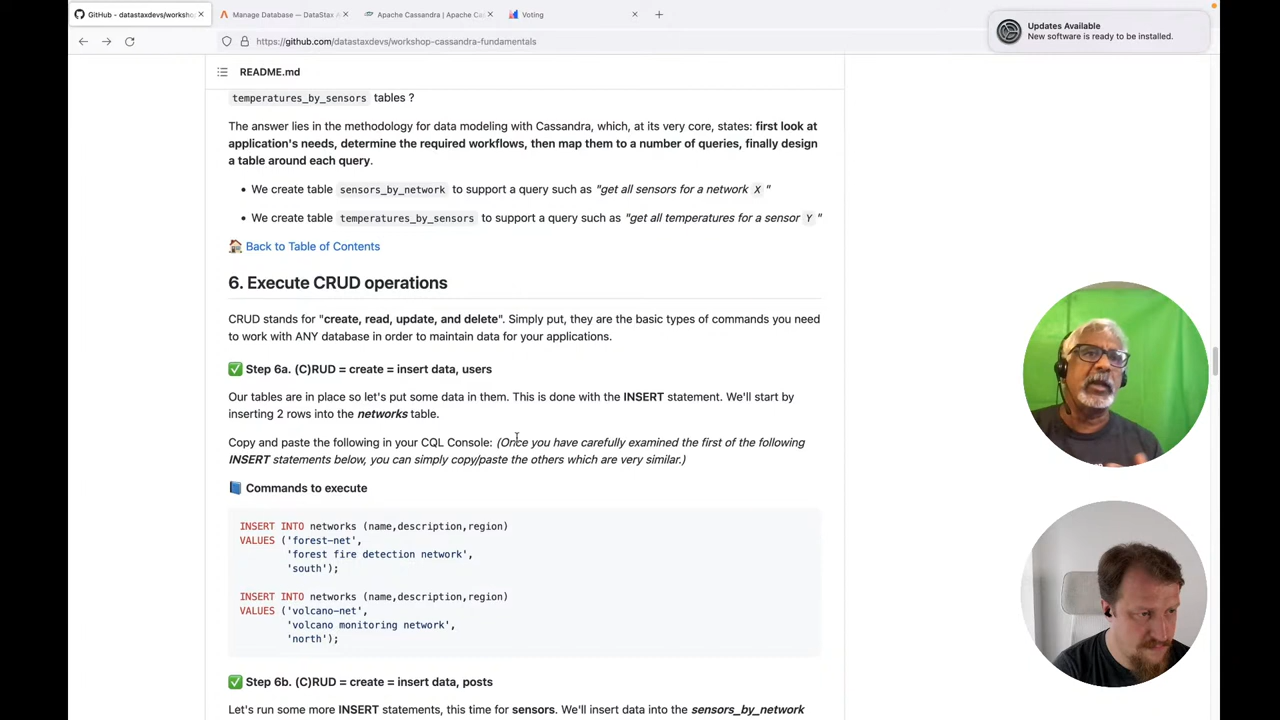 GitHub - datastaxdevs/worksho
Manage Database — DataStax A
Apache Cassandra | Apache Ca
Voting
Updates Available
New software is ready to be installed.
https://github.com/datastaxdevs/workshop-cassandra-fundamentals
README.md
temperatures_by_sensors tables ?
The answer lies in the methodology for data modeling with Cassandra, which, at its very core, states: first look at
application's needs, determine the required workflows, then map them to a number of queries, finally design
a table around each query.
• We create table sensors_by_network to support a query such as "get all sensors for a network X "
• We create table temperatures_by_sensors to support a query such as "get all temperatures for a sensor Y "
Back to Table of Contents
6. Execute CRUD operations
CRUD stands for "create, read, update, and delete". Simply put, they are the basic types of commands you need
to work with ANY database in order to maintain data for your applications.
Step 6a. (C)RUD = create = insert data, users
Our tables are in place so let's put some data in them. This is done with the INSERT statement. We'll start by
inserting 2 rows into the networks table.
Copy and paste the following in your CQL Console: (Once you have carefully examined the first of the following
INSERT statements below, you can simply copy/paste the others which are very similar.)
Commands to execute
INSERT INTO networks (name,description,region)
VALUES ('forest-net',
'forest fire detection network',
'south');
INSERT INTO networks (name,description,region)
VALUES ('volcano-net',
'volcano monitoring network',
'north');
Step 6b. (C)RUD = create = insert data, posts
Let's run some more INSERT statements, this time for sensors. We'll insert data into the sensors_by_network